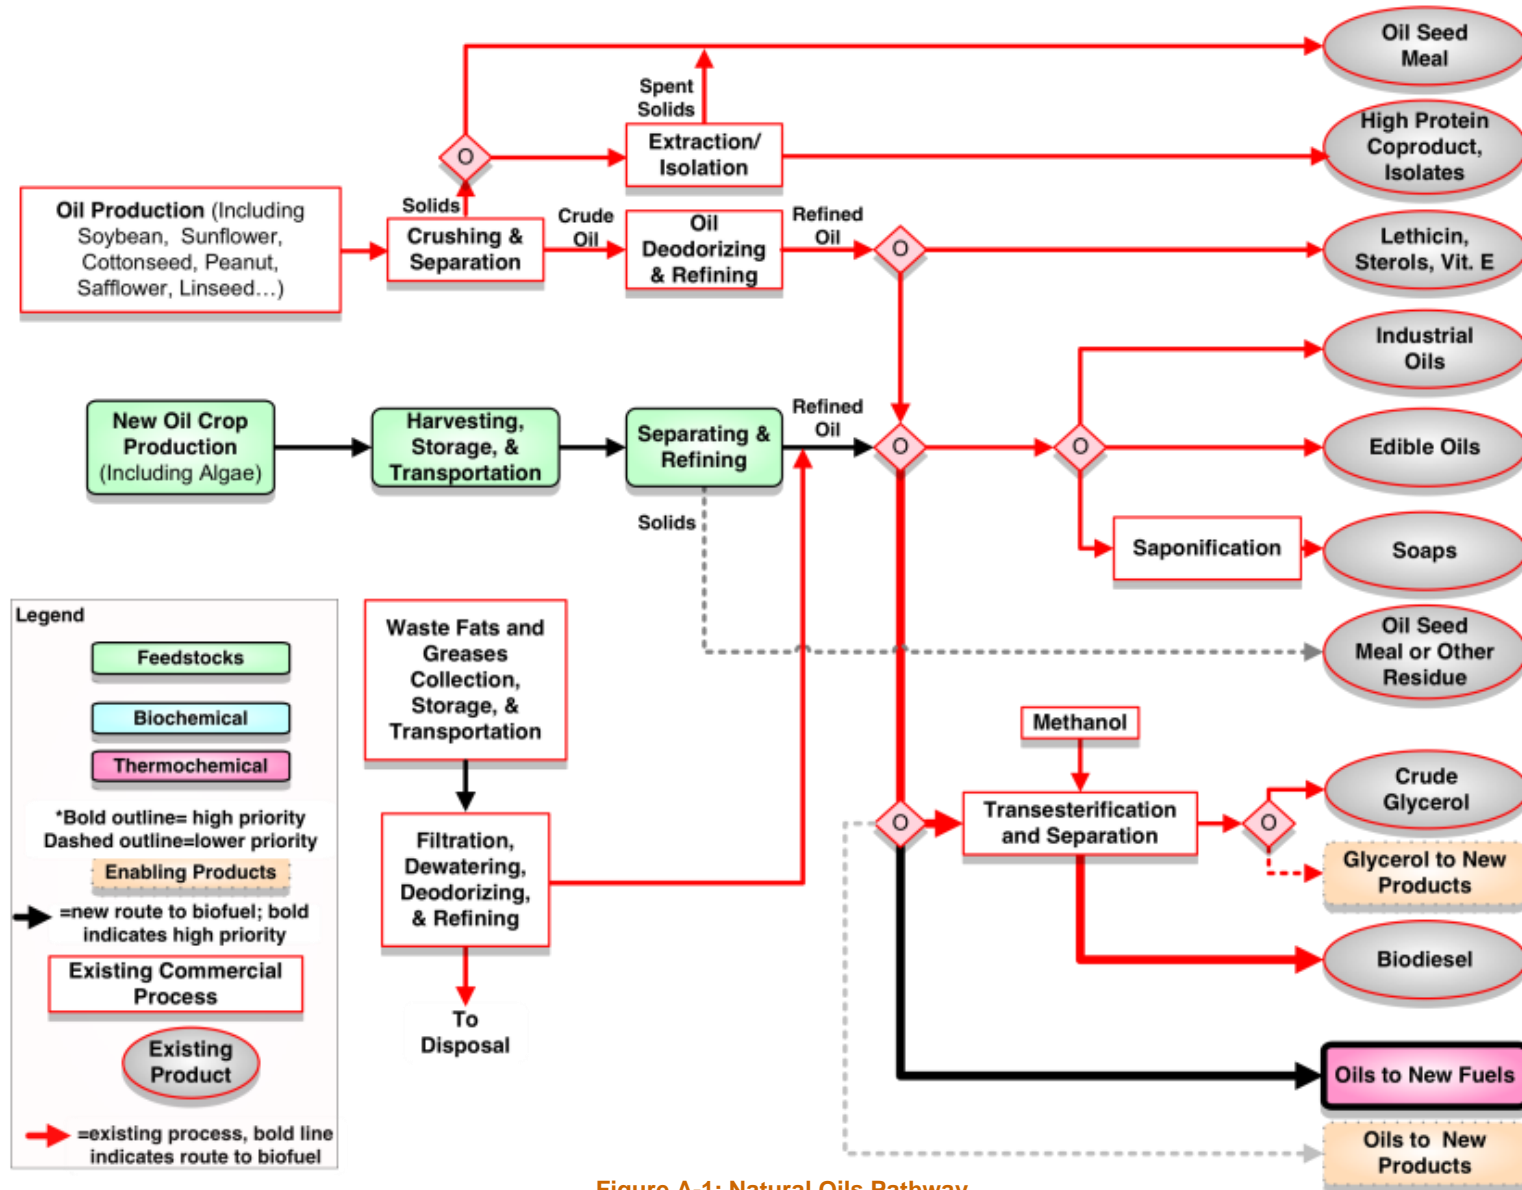 Oil Seed
Meal
Spent
Solids
High Protein
Coproduct,
Isolates
O
Extraction/
Isolation
Oil Production (Including
Soybean, Sunflower,
Cottonseed, Peanut,
Safflower, Linseed...)
Solids
Crushing &
Separation
Crude
Oil
Oil
Deodorizing
& Refining
Refined
Oil
O
Lethicin,
Sterols, Vit. E
Industrial
Oils
New Oil Crop
Production
(Including Algae)
Harvesting,
Storage, &
Transportation
Separating &
Refining
Refined
Oil
O
O
Edible Oils
Solids
Saponification
Soaps
Oil Seed
Meal or Other
Residue
Legend
Feedstocks
Biochemical
Thermochemical
*Bold outline= high priority
Dashed outline=lower priority
Enabling Products
=new route to biofuel; bold
indicates high priority
Existing Commercial
Process
Existing
Product
=existing process, bold line
indicates route to biofuel
Waste Fats and
Greases
Collection,
Storage, &
Transportation
Filtration,
Dewatering,
Deodorizing,
& Refining
To
Disposal
Methanol
O
Transesterification
and Separation
O
Crude
Glycerol
Glycerol to New
Products
Biodiesel
Oils to New Fuels
Oils to New
Products
Figure A-1: Natural Oils Pathway